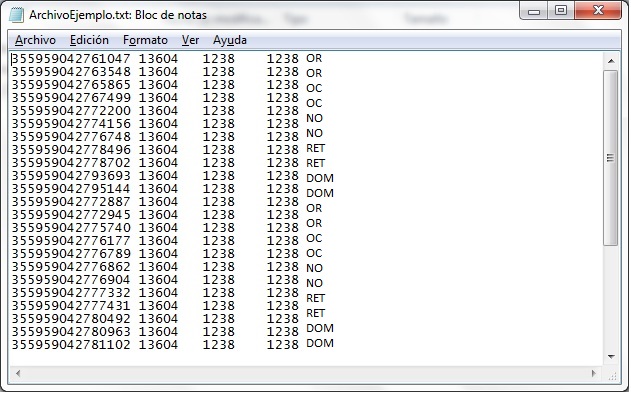 ArchivoEjemplo.txt: Bloc de notas
Archivo Edición Formato Ver Ayuda
355959042761047 13604 1238 1238 OR
355959042763548 13604 1238 1238 OR
355959042765865 13604 1238 1238 OC
355959042767499 13604 1238 1238 OC
355959042772200 13604 1238 1238
355959042774156 13604 1238 1238 NO
355959042776748 13604 1238 1238 NO
355959042778496 13604 1238 1238 RET
355959042778702 13604 1238 1238 RET
355959042793693 13604 1238 1238 DOM
355959042795144 13604 1238 1238 DOM
355959042772887 13604 1238 1238
355959042772945 13604 1238 1238 OR
355959042775740 13604 1238 1238 OR
355959042776177 13604 1238 1238 OC
355959042776789 13604 1238 1238 OC
355959042776862 13604 1238 1238 NO
355959042776904 13604 1238 1238 NO
355959042777332 13604 1238 1238 RET
355959042777431 13604 1238 1238
355959042780492 13604 1238 1238 RET
355959042780963 13604 1238 1238 DOM
355959042781102 13604 1238 1238 DOM